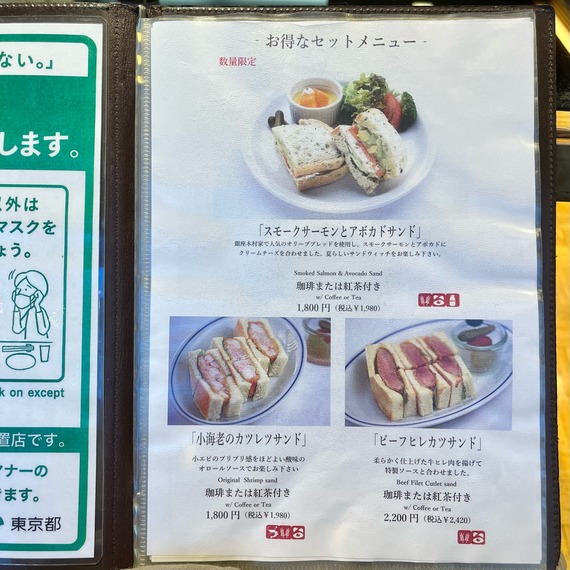 ない。」
します。
外は
マスクを
ょう。
k on except
置店です。
マナーの
きます。
東京都
- お得なセットメニュー -
数量限定
「スモークサーモンとアボカドサンド」
銀座木村家で人気のオリーブブレッドを使用し、スモークサーモンとアボカドに
クリームチーズを合わせました。夏らしいサンドウィッチをお楽しみ下さい。
Smoked Salmon & Avocado Sand
珈琲または紅茶付き
w/ Coffee or Tea
1,800円（税込￥1,980）
「小海老のカツレツサンド」
小エビのプリプリ感をほどよい酸味の
オロールソースでお楽しみ下さい
Original Shrimp sand
珈琲または紅茶付き
w/ Coffee or Tea
1,800円（税込￥1,980）
「ビーフヒレカツサンド」
柔らかく仕上げた牛ヒレ肉を揚げて
特製ソースと合わせました。
Beef Filet Cutlet sand
珈琲または紅茶付き
w/ Coffee or Tea
2,200円（税込￥2,420）